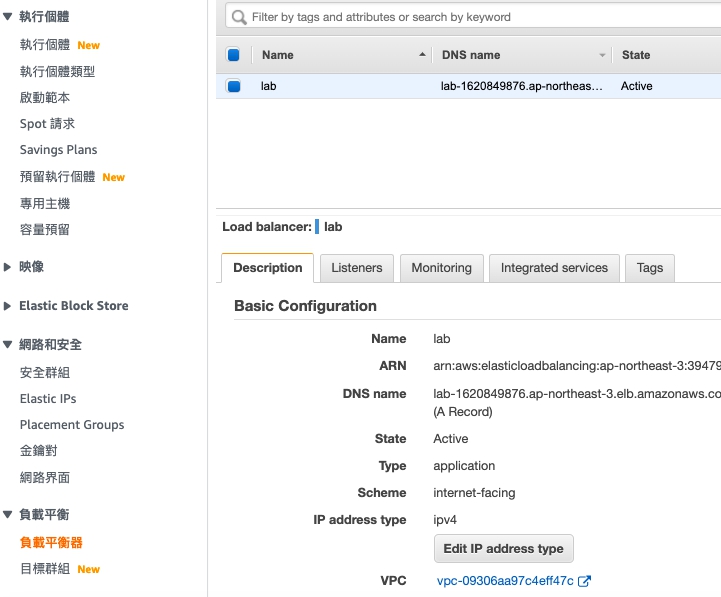 執行個體
執行個體 New
執行個體類型
啟動範本
Spot 請求
Savings Plans
預留執行個體 New
專用主機
容量預留
映像
Elastic Block Store
網路和安全
安全群組
Elastic IPs
Placement Groups
金鑰對
網路界面
負載平衡
負載平衡器
目標群組 New
Filter by tags and attributes or search by keyword
Name DNS name State
lab lab-1620849876.ap-northeas... Active
Load balancer: lab
Description Listeners Monitoring Integrated services Tags
Basic Configuration
Name lab
ARN arn:aws:elasticloadbalancing:ap-northeast-3:39479
DNS name lab-1620849876.ap-northeast-3.elb.amazonaws.co
(A Record)
State Active
Type application
Scheme internet-facing
IP address type ipv4
Edit IP address type
VPC vpc-09306aa97c4eff47c